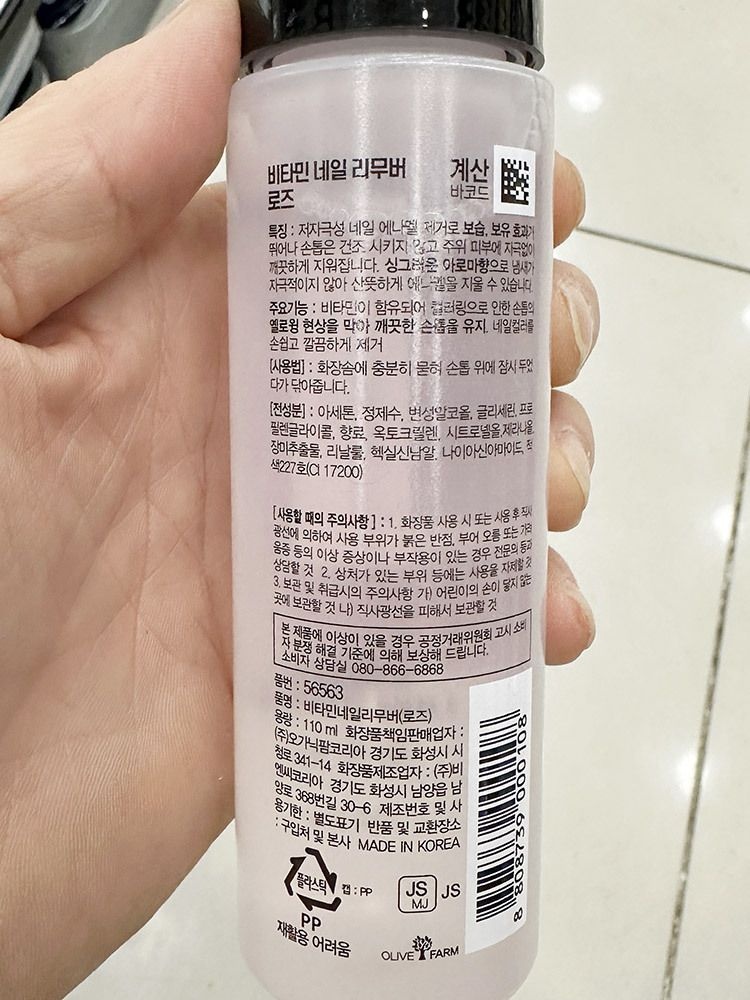 비타민 네일 리무버
로즈
계산
바코드
특징 : 저자극성 네일 에나멜 제거로 보습, 보유 효과가
뛰어나 손톱은 건조 시키지 않고 주위 피부에 자극없이
깨끗하게 지워집니다. 싱그러운 아로마향으로 냄새가
자극적이지 않아 산뜻하게 에나멜을 지울 수 있습니다.
주요기능 : 비타민이 함유되어 컬러링으로 인한 손톱의
옐로윙 현상을 막아 깨끗한 손톱을 유지. 네일컬러를
손쉽고 깔끔하게 제거
[사용법] : 화장솜에 충분히 묻혀 손톱 위에 잠시 두었
다가 닦아줍니다.
[전성분] : 아세톤, 정제수, 변성알코올, 글리세린, 프로
필렌글라이콜, 향료, 옥토크릴렌, 시트로넬올,제라니올,
장미추출물, 리날룰, 헥실신남알, 나이아신아마이드, 적
색227호(CI 17200)
[사용할 때의 주의사항] : 1. 화장품 사용 시 또는 사용 후 직사
광선에 의하여 사용 부위가 붉은 반점, 부어 오름 또는 가려
움증 등의 이상 증상이나 부작용이 있는 경우 전문의 등과
상담할 것 2. 상처가 있는 부위 등에는 사용을 자제할 것
3. 보관 및 취급시의 주의사항 가) 어린이의 손이 닿지 않는
곳에 보관할 것 나) 직사광선을 피해서 보관할 것
본 제품에 이상이 있을 경우 공정거래위원회 고시 소비
자 분쟁 해결 기준에 의해 보상해 드립니다.
소비자 상담실 080-866-6868
품번 : 56563
품명 : 비타민네일리무버(로즈)
용량 : 110 ml 화장품책임판매업자 :
(주)오가닉팜코리아 경기도 화성시 시
청로 341-14 화장품제조업자 : (주)비
엔씨코리아 경기도 화성시 남양읍 남
양로 368번길 30-6 제조번호 및 사
용기한 : 별도표기 반품 및 교환장소
: 구입처 및 본사 MADE IN KOREA
8 808739 000108
플라스틱
캡 : PP
PP
재활용 어려움
JS
MJ
JS
OLIVE FARM